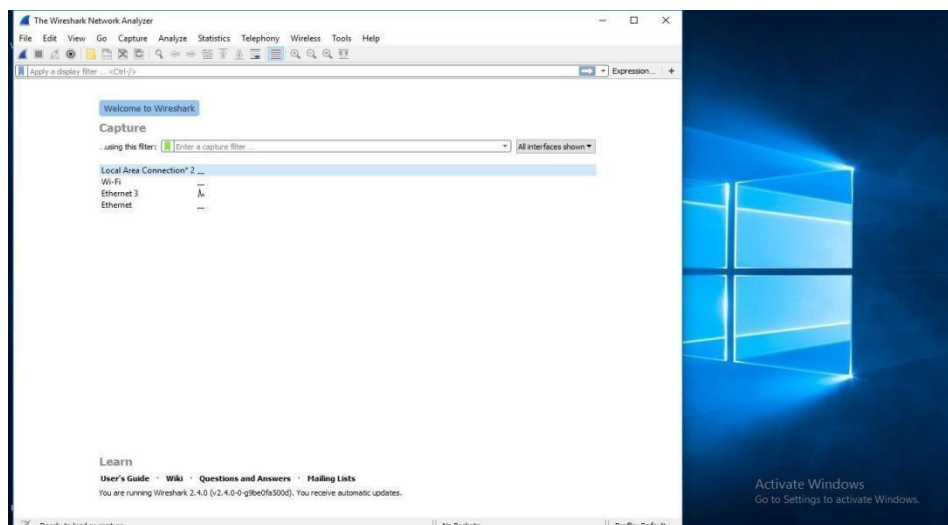 The Wireshark Network Analyzer
File Edit View Go Capture Analyze Statistics Telephony Wireless Tools Help
Apply a display filter ... <Ctrl-/> Expression... +
Welcome to Wireshark
Capture
...using this filter: Enter a capture filter ... All interfaces shown
Local Area Connection* 2
Wi-Fi
Ethernet 3
Ethernet
Learn
User's Guide · Wiki · Questions and Answers · Mailing Lists
You are running Wireshark 2.4.0 (v2.4.0-0-g9be0fa500d). You receive automatic updates.
Activate Windows
Go to Settings to activate Windows.